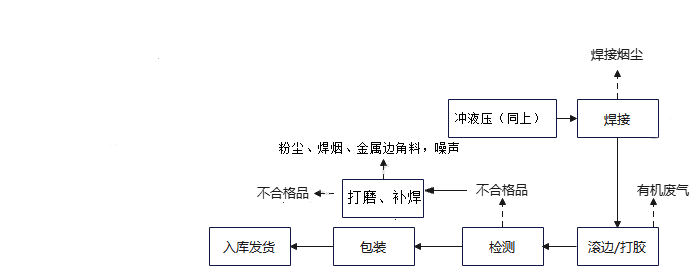 焊接烟尘
冲液压（同上）
焊接
粉尘、焊烟、金属边角料，噪声
不合格品
打磨、补焊
不合格品
有机废气
入库发货
包装
检测
滚边/打胶